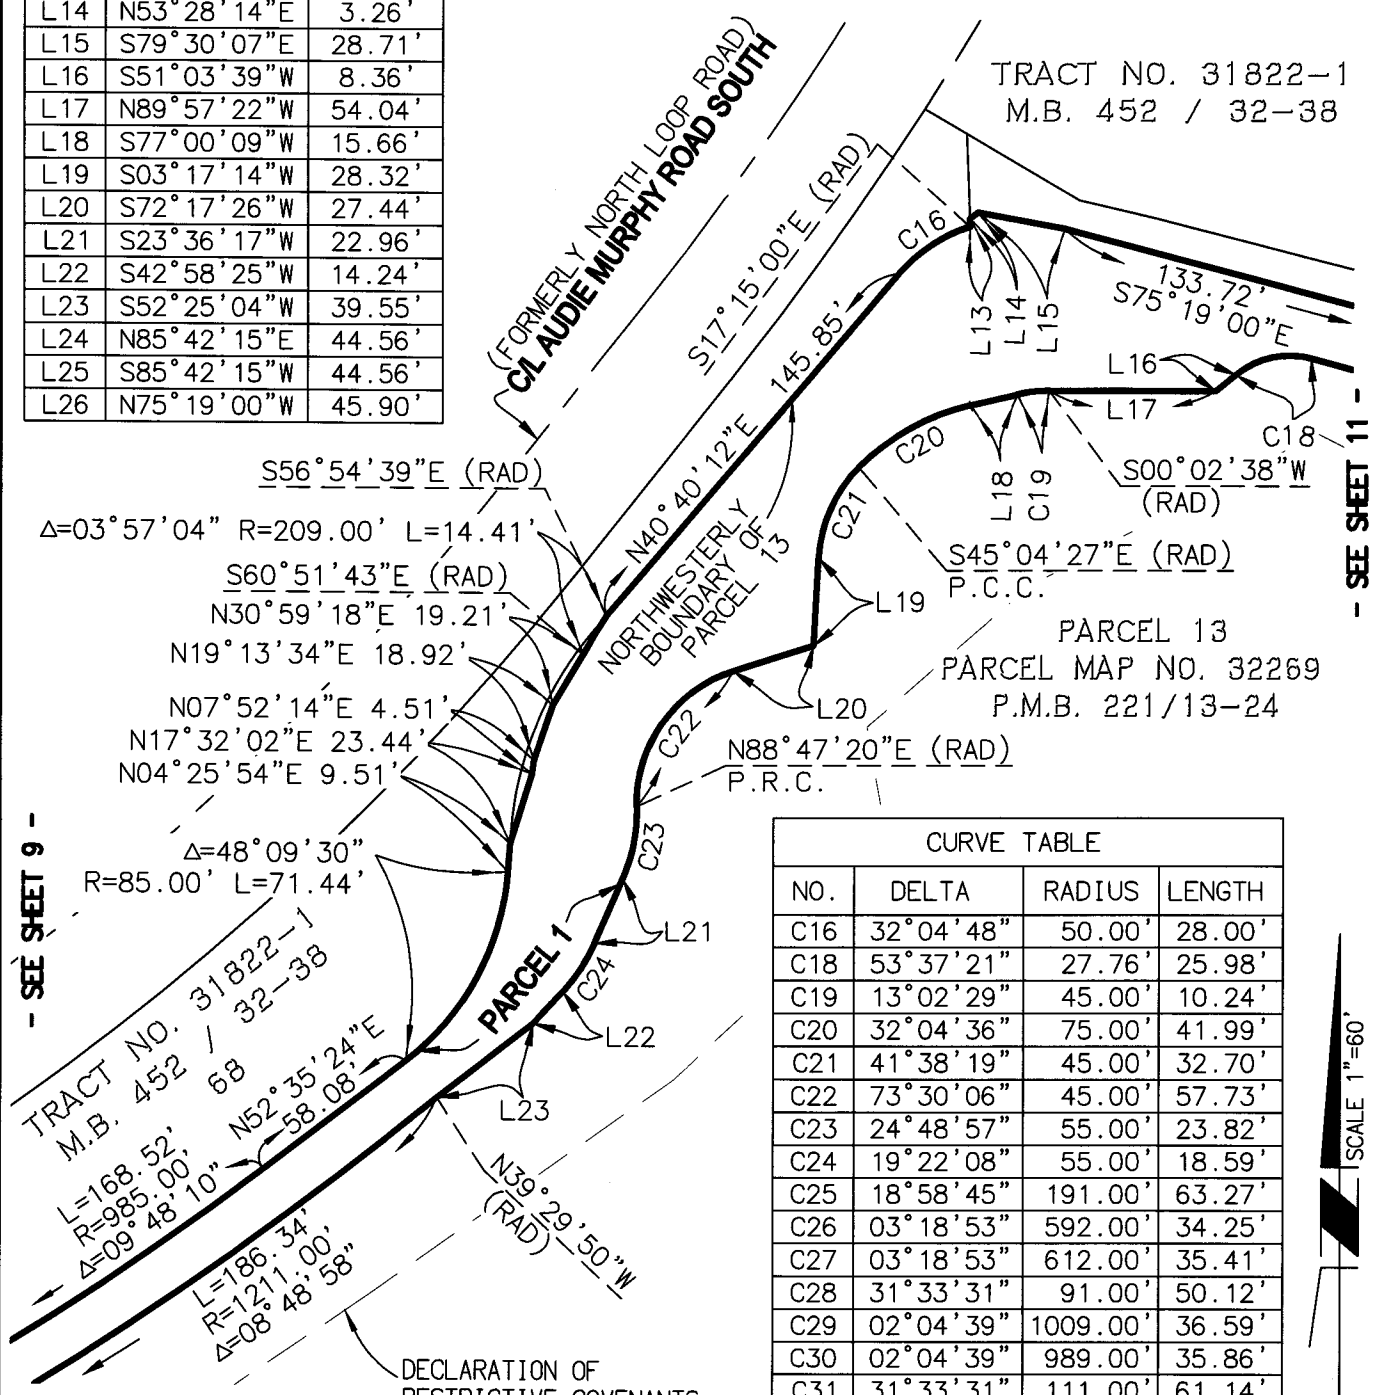 L14 N53°28'14"E 3.26'
L15 S79°30'07"E 28.71'
L16 S51°03'39"W 8.36'
L17 N89°57'22"W 54.04'
L18 S77°00'09"W 15.66'
L19 S03°17'14"W 28.32'
L20 S72°17'26"W 27.44'
L21 S23°36'17"W 22.96'
L22 S42°58'25"W 14.24'
L23 S52°25'04"W 39.55'
L24 N85°42'15"E 44.56'
L25 S85°42'15"W 44.56'
L26 N75°19'00"W 45.90'
(FORMERLY NORTH LOOP ROAD)
C/L AUDIE MURPHY ROAD SOUTH
TRACT NO. 31822-1
M.B. 452 / 32-38
S17°15'00"E (RAD)
C16
L13
L14
L15
133.72'
S75°19'00"E
145.85'
N40°40'12"E
NORTHWESTERLY
BOUNDARY OF
PARCEL 13
L16
L17
C18
C20
C21
L18
C19
S00°02'38"W
(RAD)
- SEE SHEET 11 -
S56°54'39"E (RAD)
Δ=03°57'04" R=209.00' L=14.41'
S60°51'43"E (RAD)
N30°59'18"E 19.21'
N19°13'34"E 18.92'
N07°52'14"E 4.51'
N17°32'02"E 23.44'
N04°25'54"E 9.51'
S45°04'27"E (RAD)
P.C.C.
L19
PARCEL 13
PARCEL MAP NO. 32269
P.M.B. 221/13-24
L20
C22
N88°47'20"E (RAD)
P.R.C.
C23
- SEE SHEET 9 -
Δ=48°09'30"
R=85.00' L=71.44'
L21
PARCEL 1
C24
L22
L23
TRACT NO. 31822-1
M.B. 452 / 32-38
68
N52°35'24"E
58.08'
L=168.52'
R=985.00'
Δ=09°48'10"
L=186.34'
R=1211.00'
Δ=08°48'58"
N39°29'50"W
(RAD)
DECLARATION OF
RESTRICTIVE COVENANTS
CURVE TABLE
NO. DELTA RADIUS LENGTH
C16 32°04'48" 50.00' 28.00'
C18 53°37'21" 27.76' 25.98'
C19 13°02'29" 45.00' 10.24'
C20 32°04'36" 75.00' 41.99'
C21 41°38'19" 45.00' 32.70'
C22 73°30'06" 45.00' 57.73'
C23 24°48'57" 55.00' 23.82'
C24 19°22'08" 55.00' 18.59'
C25 18°58'45" 191.00' 63.27'
C26 03°18'53" 592.00' 34.25'
C27 03°18'53" 612.00' 35.41'
C28 31°33'31" 91.00' 50.12'
C29 02°04'39" 1009.00' 36.59'
C30 02°04'39" 989.00' 35.86'
C31 31°33'31" 111.00' 61.14'
SCALE 1"=60'